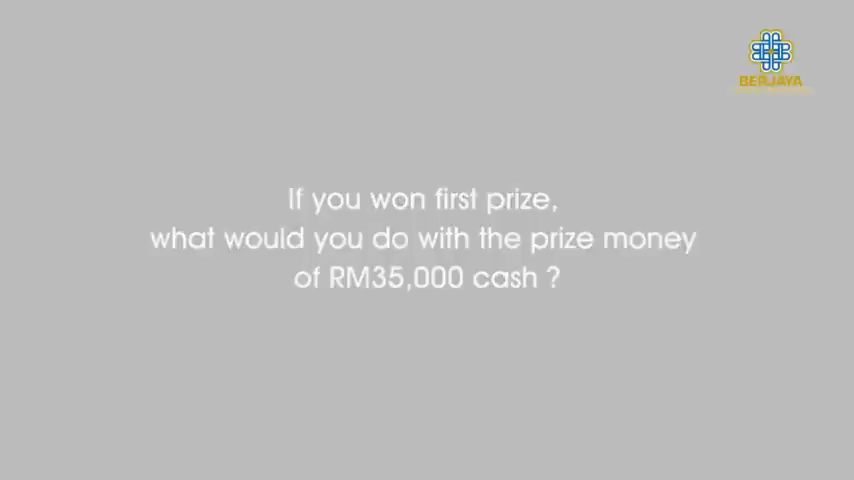 BERJAYA
If you won first prize,
what would you do with the prize money
of RM35,000 cash ?